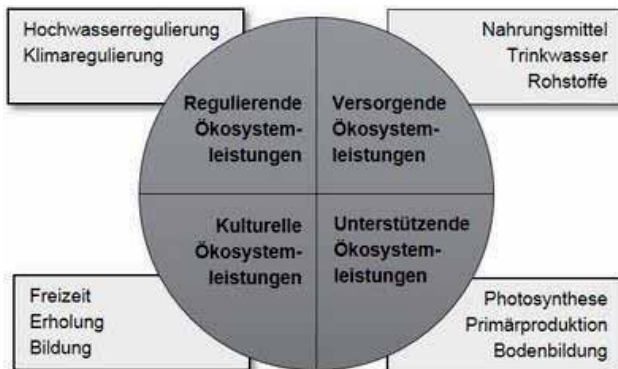 Hochwasserregulierung
Klimaregulierung
Nahrungsmittel
Trinkwasser
Rohstoffe
Regulierende
Ökosystem-
leistungen
Versorgende
Ökosystem-
leistungen
Kulturelle
Ökosystem-
leistungen
Unterstützende
Ökosystem-
leistungen
Freizeit
Erholung
Bildung
Photosynthese
Primärproduktion
Bodenbildung